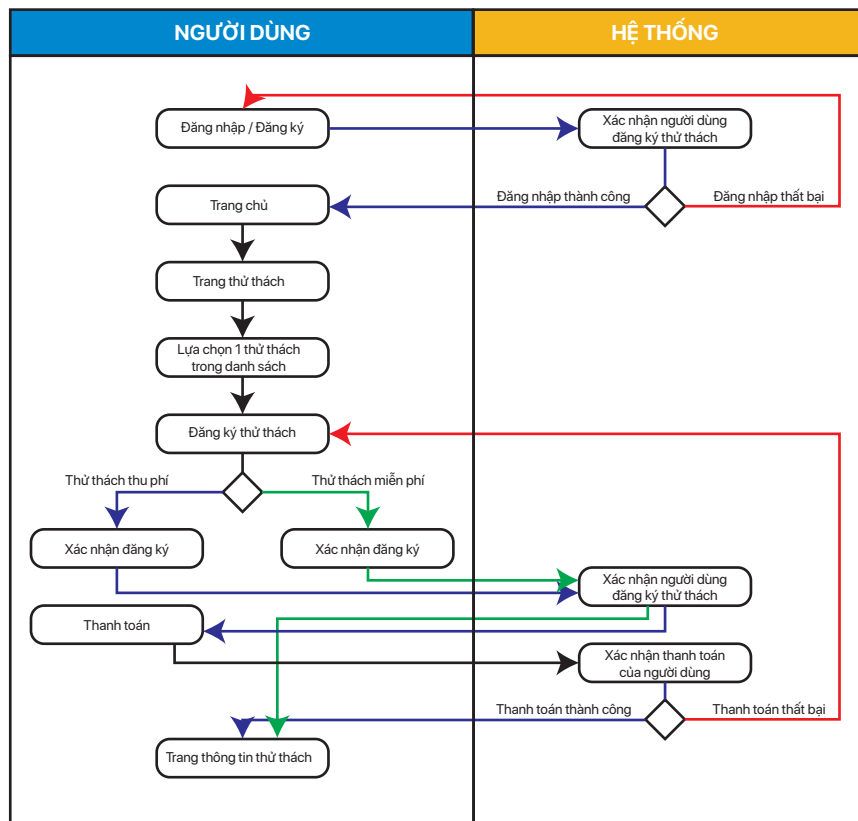 NGƯỜI DÙNG
HỆ THỐNG
Đăng nhập / Đăng ký
Xác nhận người dùng
đăng ký thử thách
Đăng nhập thành công
Đăng nhập thất bại
Trang chủ
Trang thử thách
Lựa chọn 1 thử thách
trong danh sách
Đăng ký thử thách
Thử thách thu phí
Thử thách miễn phí
Xác nhận đăng ký
Xác nhận đăng ký
Xác nhận người dùng
đăng ký thử thách
Thanh toán
Xác nhận thanh toán
của người dùng
Thanh toán thành công
Thanh toán thất bại
Trang thông tin thử thách